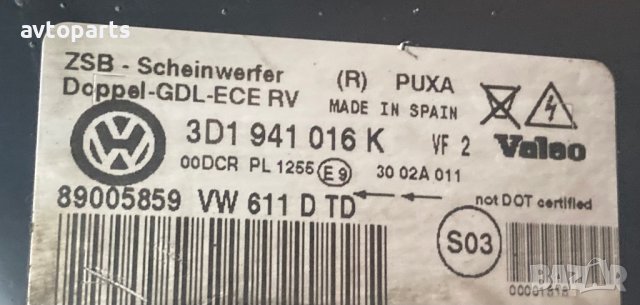 avtoparts
ZSB - Scheinwerfer (R) PUXA
Doppel-GDL-ECE RV MADE IN SPAIN
3D1 941 016 K VF 2 Valeo
00DCR PL 1255 E9 30 02A 011
89005859 VW 611 D TD not DOT certified
S03
bazar